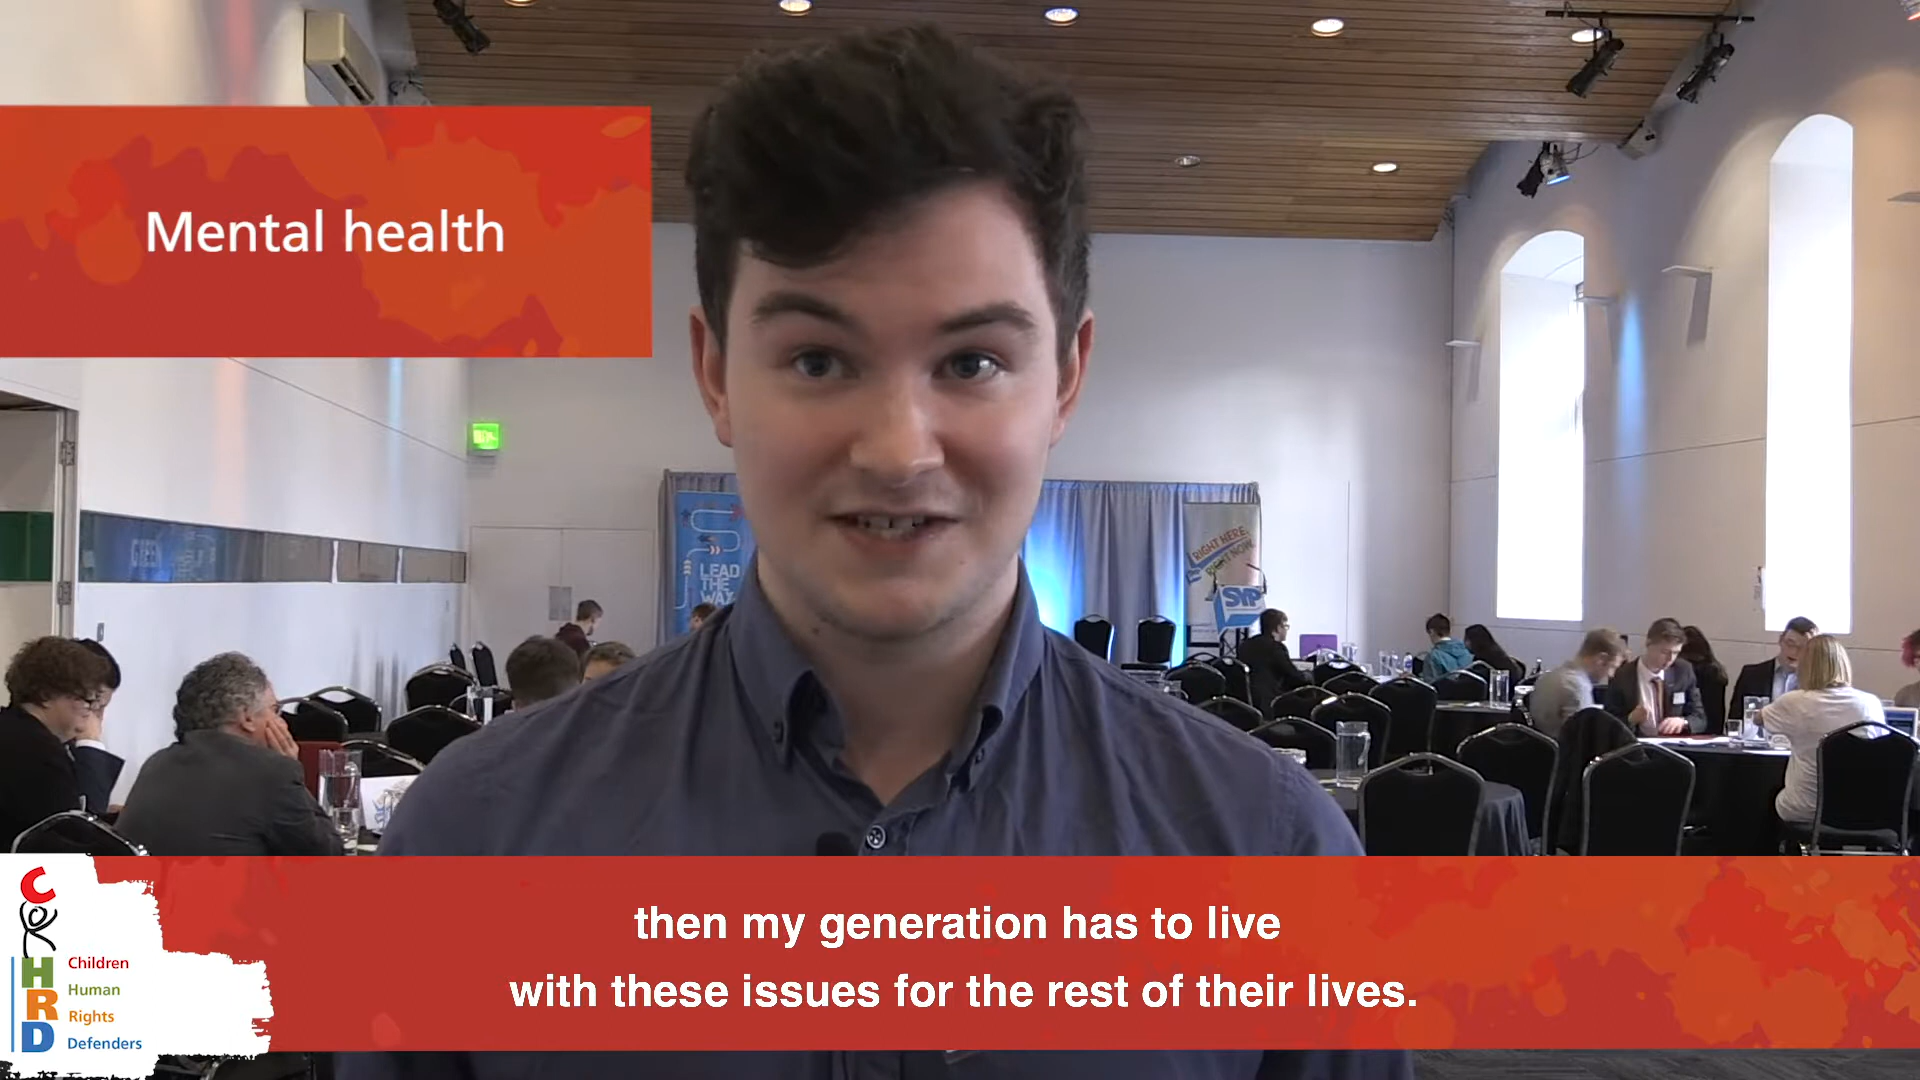 Mental health
LEAD
THE
WAY
RIGHT HERE,
RIGHT NOW
SYP
then my generation has to live
with these issues for the rest of their lives.
C
HRD
Children
Human
Rights
Defenders